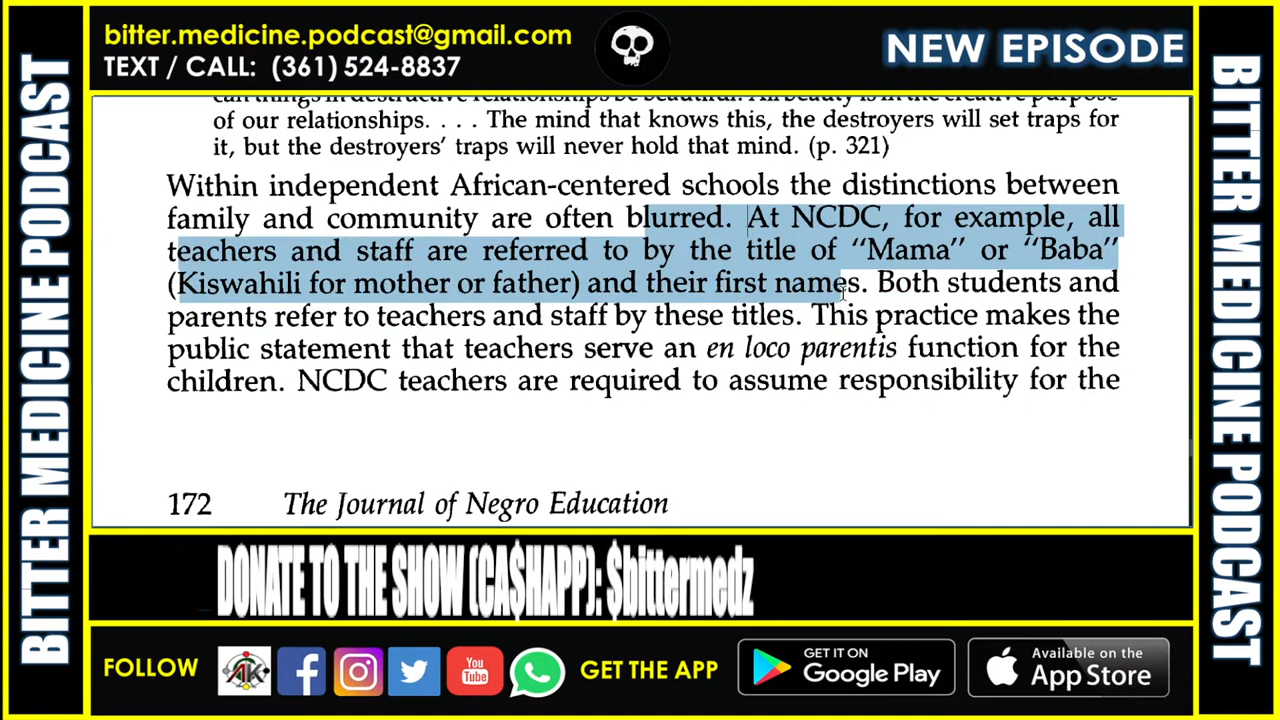 bitter.medicine.podcast@gmail.com
TEXT / CALL: (361) 524-8837
NEW EPISODE
BITTER MEDICINE PODCAST
of our relationships. . . . The mind that knows this, the destroyers will set traps for
it, but the destroyers' traps will never hold that mind. (p. 321)
Within independent African-centered schools the distinctions between
family and community are often blurred. At NCDC, for example, all
teachers and staff are referred to by the title of “Mama” or “Baba”
(Kiswahili for mother or father) and their first names. Both students and
parents refer to teachers and staff by these titles. This practice makes the
public statement that teachers serve an en loco parentis function for the
children. NCDC teachers are required to assume responsibility for the
172 The Journal of Negro Education
BITTER MEDICINE PODCAST
DONATE TO THE SHOW (CA$HAPP): $bittermedz
FOLLOW
You
Tube
GET THE APP
GET IT ON
Google Play
Available on the
App Store